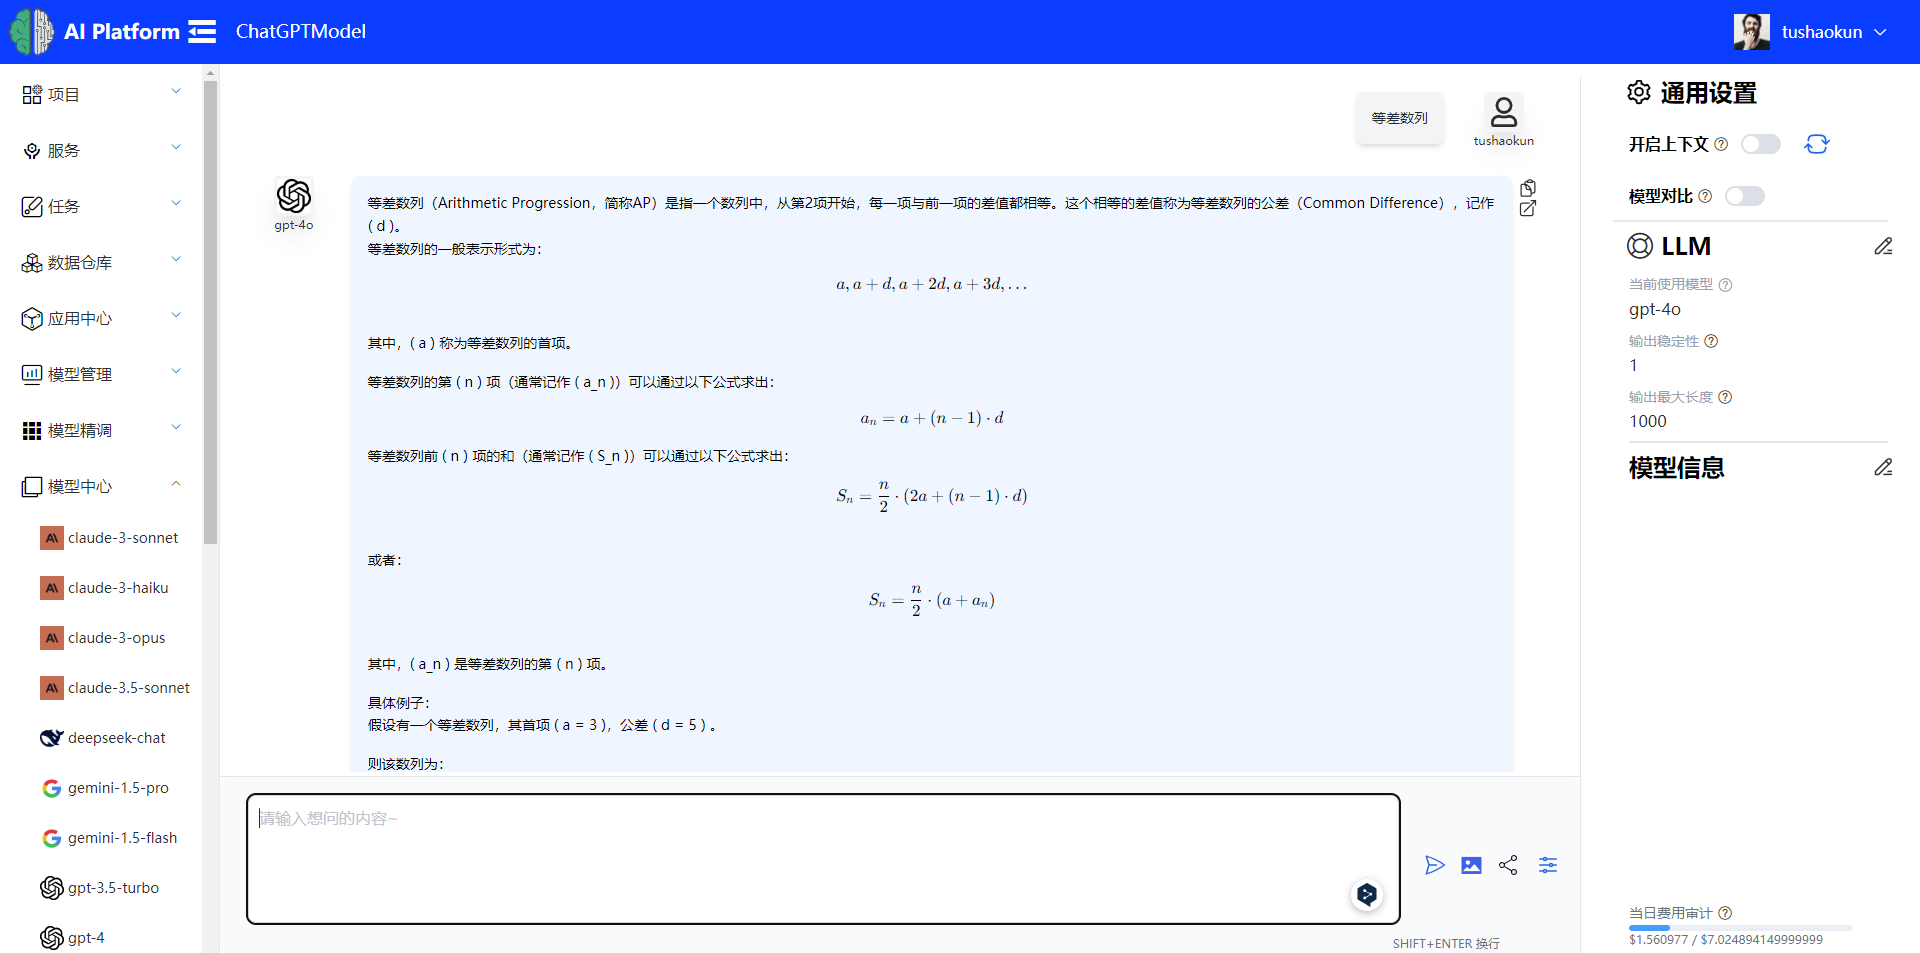 AI Platform
ChatGPTModel
tushaokun
项目
服务
任务
数据仓库
应用中心
模型管理
模型精调
模型中心
claude-3-sonnet
claude-3-haiku
claude-3-opus
claude-3.5-sonnet
deepseek-chat
gemini-1.5-pro
gemini-1.5-flash
gpt-3.5-turbo
gpt-4
等差数列
tushaokun
gpt-4o
等差数列（Arithmetic Progression，简称AP）是指一个数列中，从第2项开始，每一项与前一项的差值都相等。这个相等的差值称为等差数列的公差（Common Difference），记作
( d )。
等差数列的一般表示形式为：
a, a + d, a + 2d, a + 3d, . . .
其中，( a ) 称为等差数列的首项。
等差数列的第 ( n ) 项（通常记作 ( a_n )）可以通过以下公式求出：
aₙ = a + (n − 1) · d
等差数列前 ( n ) 项的和（通常记作 ( S_n )）可以通过以下公式求出：
Sₙ = n/2 · (2a + (n − 1) · d)
或者：
Sₙ = n/2 · (a + aₙ)
其中，( a_n ) 是等差数列的第 ( n ) 项。
具体例子：
假设有一个等差数列，其首项 ( a = 3 )，公差 ( d = 5 ) 。
则该数列为：
请输入想问的内容~
SHIFT+ENTER 换行
通用设置
开启上下文
模型对比
LLM
当前使用模型
gpt-4o
输出稳定性
1
输出最大长度
1000
模型信息
当日费用审计
$1.560977 / $7.024894149999999